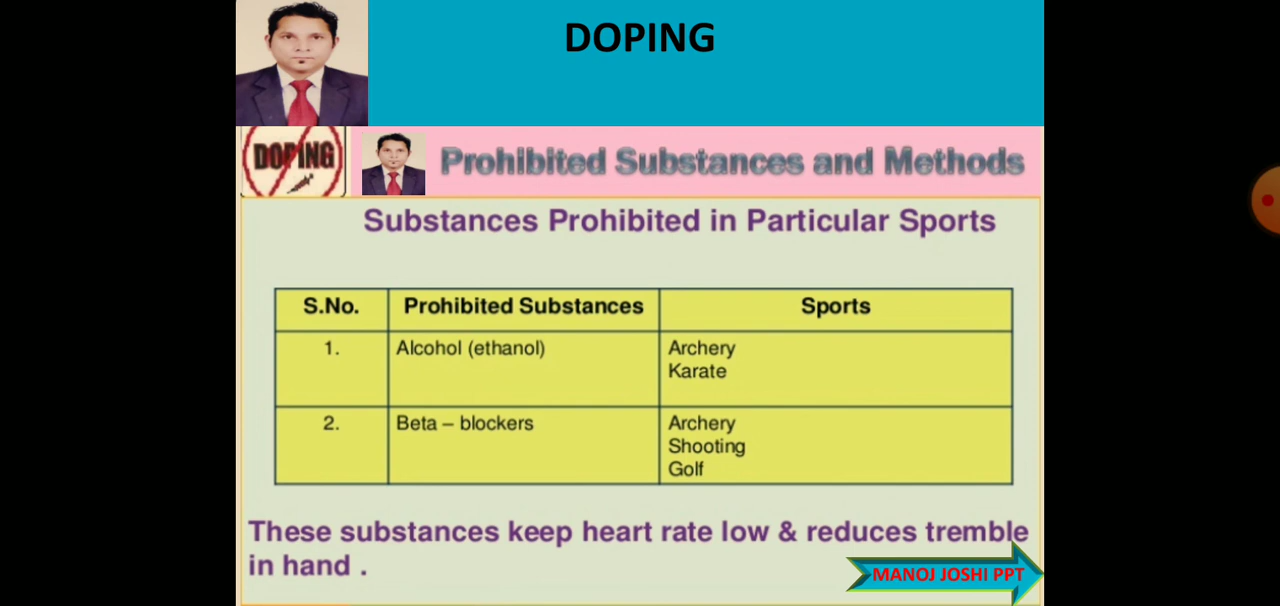 DOPING
DOPING
Prohibited Substances and Methods
Substances Prohibited in Particular Sports
S.No. Prohibited Substances Sports
1. Alcohol (ethanol) Archery
Karate
2. Beta – blockers Archery
Shooting
Golf
These substances keep heart rate low & reduces tremble
in hand .
MANOJ JOSHI PPT